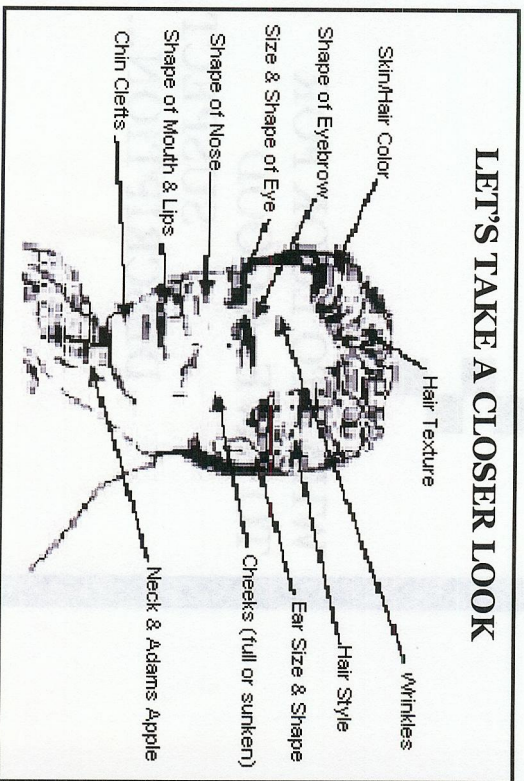 LET'S TAKE A CLOSER LOOK
Skin/Hair Color
Shape of Eyebrow
Size & Shape of Eye
Shape of Nose
Shape of Mouth & Lips
Chin Clefts
Hair Texture
Wrinkles
Hair Style
Ear Size & Shape
Cheeks (full or sunken)
Neck & Adams Apple